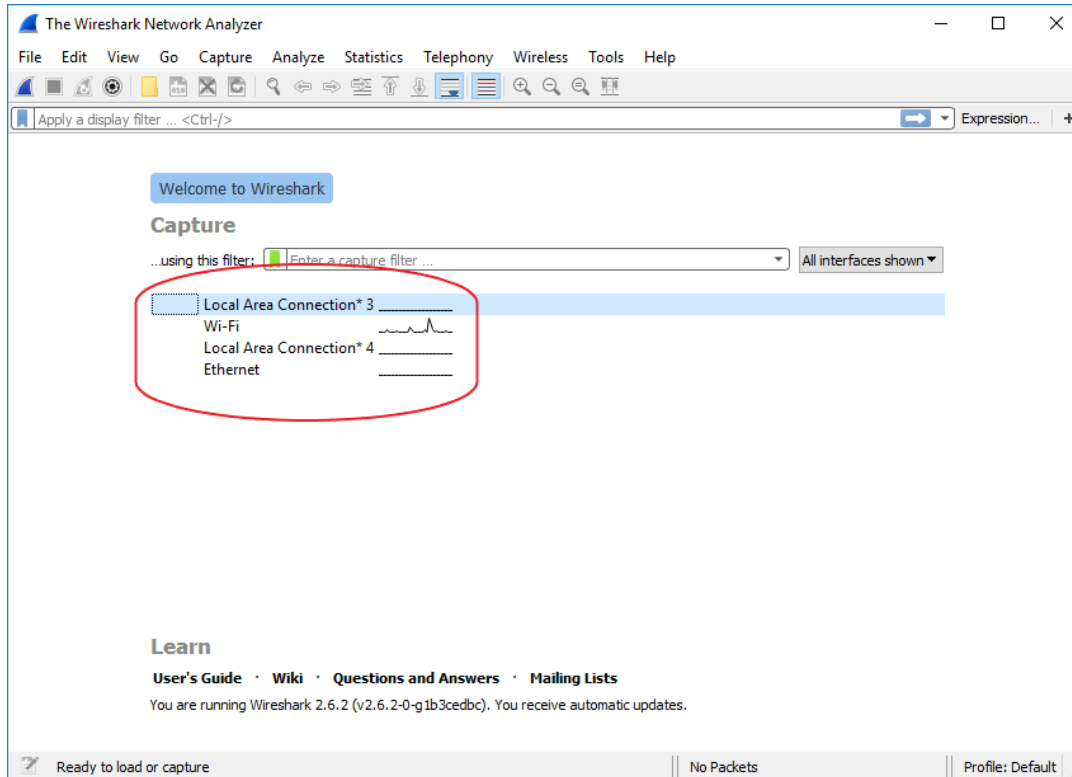 The Wireshark Network Analyzer
File Edit View Go Capture Analyze Statistics Telephony Wireless Tools Help
Apply a display filter ... <Ctrl-/> Expression... +
Welcome to Wireshark
Capture
...using this filter: Enter a capture filter ... All interfaces shown
Local Area Connection* 3
Wi-Fi
Local Area Connection* 4
Ethernet
Learn
User's Guide · Wiki · Questions and Answers · Mailing Lists
You are running Wireshark 2.6.2 (v2.6.2-0-g1b3cedbc). You receive automatic updates.
Ready to load or capture No Packets Profile: Default